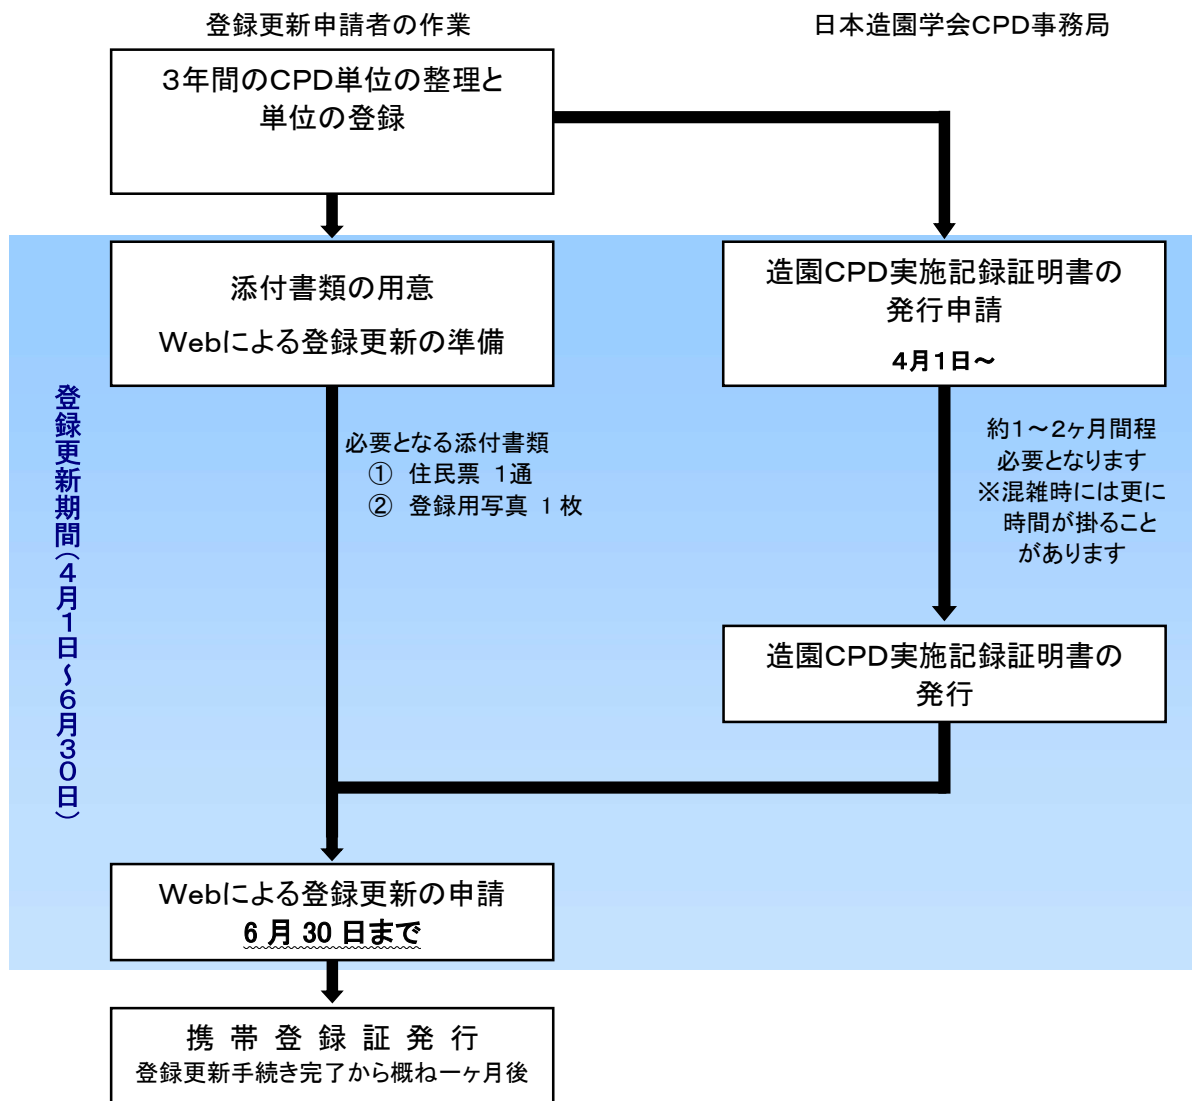 登録更新申請者の作業
日本造園学会CPD事務局
3年間のCPD単位の整理と
単位の登録
添付書類の用意
Webによる登録更新の準備
造園CPD実施記録証明書の
発行申請
4月1日～
登録更新期間（4月1日～6月30日）
必要となる添付書類
① 住民票 1通
② 登録用写真 1枚
約1～2ヶ月間程
必要となります
※混雑時には更に
時間が掛ること
があります
造園CPD実施記録証明書の
発行
Webによる登録更新の申請
6月30日まで
携帯登録証発行
登録更新手続き完了から概ね一ヶ月後